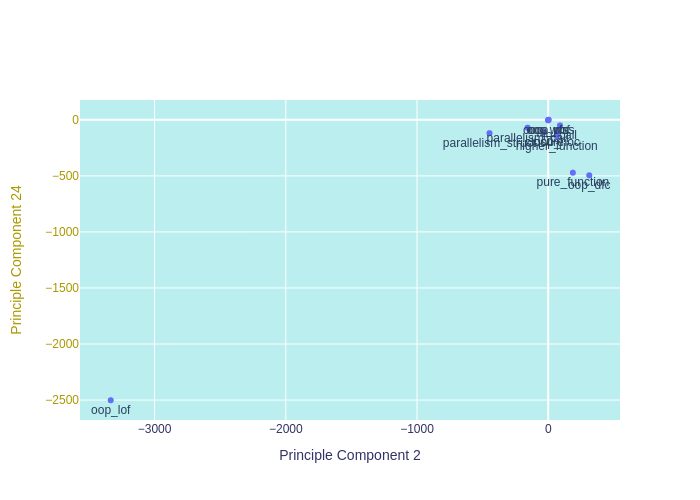 0
−500
−1000
−1500
−2000
−2500
Principle Component 24
parallelism_
higher_function
pure_function
oop_lof
−3000
−2000
−1000
0
Principle Component 2